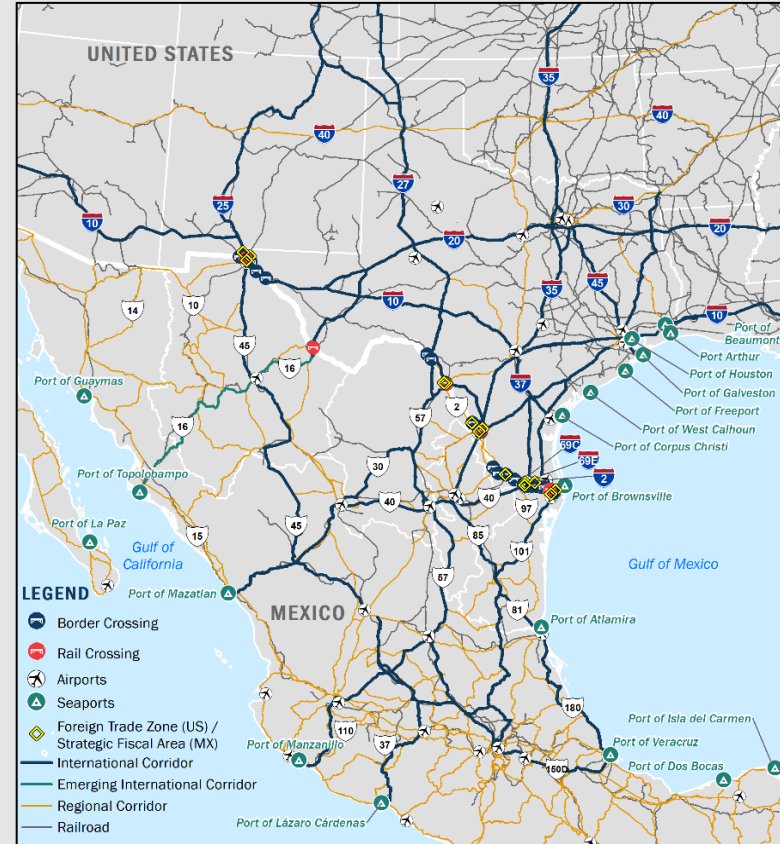 UNITED STATES
35
40
40
25
27
30
10
20
20
35
45
10
10
14
10
45
16
37
Port of
Beaumont
Port Arthur
Port of Houston
Port of Galveston
Port of Freeport
Port of West Calhoun
Port of Corpus Christi
Port of Guaymas
2
57
16
69C
69E
2
30
Port of Topolobampo
40
40
97
Port of Brownsville
Port of La Paz
15
45
85
101
Gulf of
California
57
Gulf of Mexico
LEGEND
Port of Mazatlan
MEXICO
81
Port of Atlamira
Border Crossing
Rail Crossing
Airports
Seaports
Foreign Trade Zone (US) /
Strategic Fiscal Area (MX)
International Corridor
Emerging International Corridor
Regional Corridor
Railroad
180
Port of Isla del Carmen
110
37
Port of Manzanillo
Port of Veracruz
150D
Port of Dos Bocas
Port of Lázaro Cárdenas